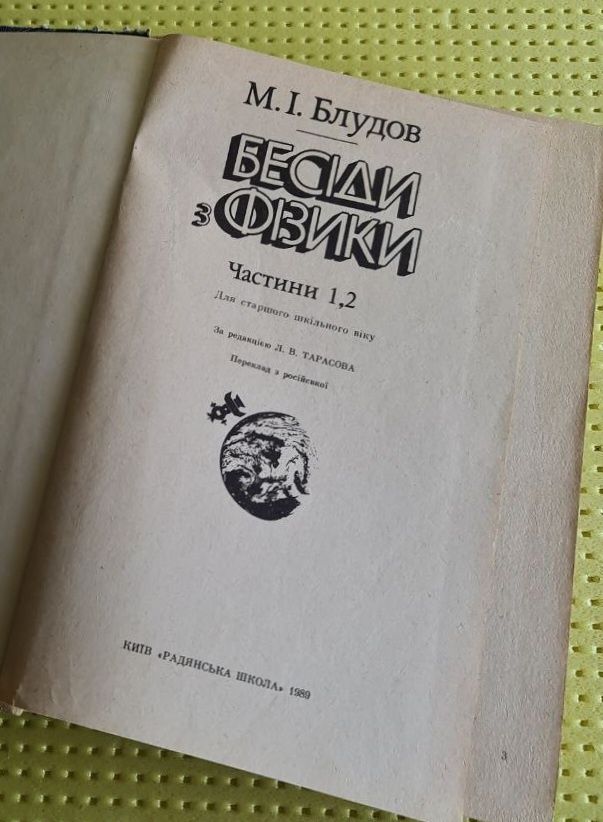 М. І. Блудов
БЕСІДИ
З ФІЗИКИ
Частини 1,2
Для старшого шкільного віку
За редакцією Л. В. ТАРАСОВА
Переклад з російської
КИЇВ «РАДЯНСЬКА ШКОЛА» 1989
3